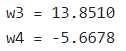 w3 = 13.8510
w4 = -5.6678